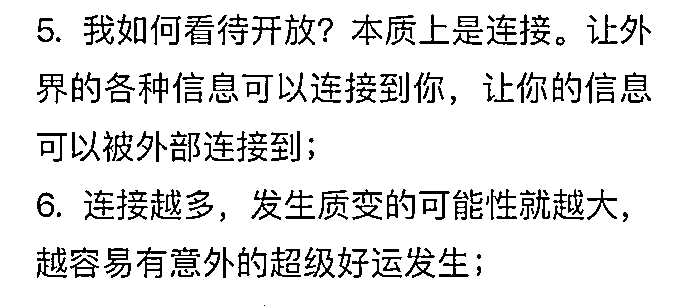 5. 我如何看待开放？本质上是连接。让外
界的各种信息可以连接到你，让你的信息
可以被外部连接到；
6. 连接越多，发生质变的可能性就越大，
越容易有意外的超级好运发生；